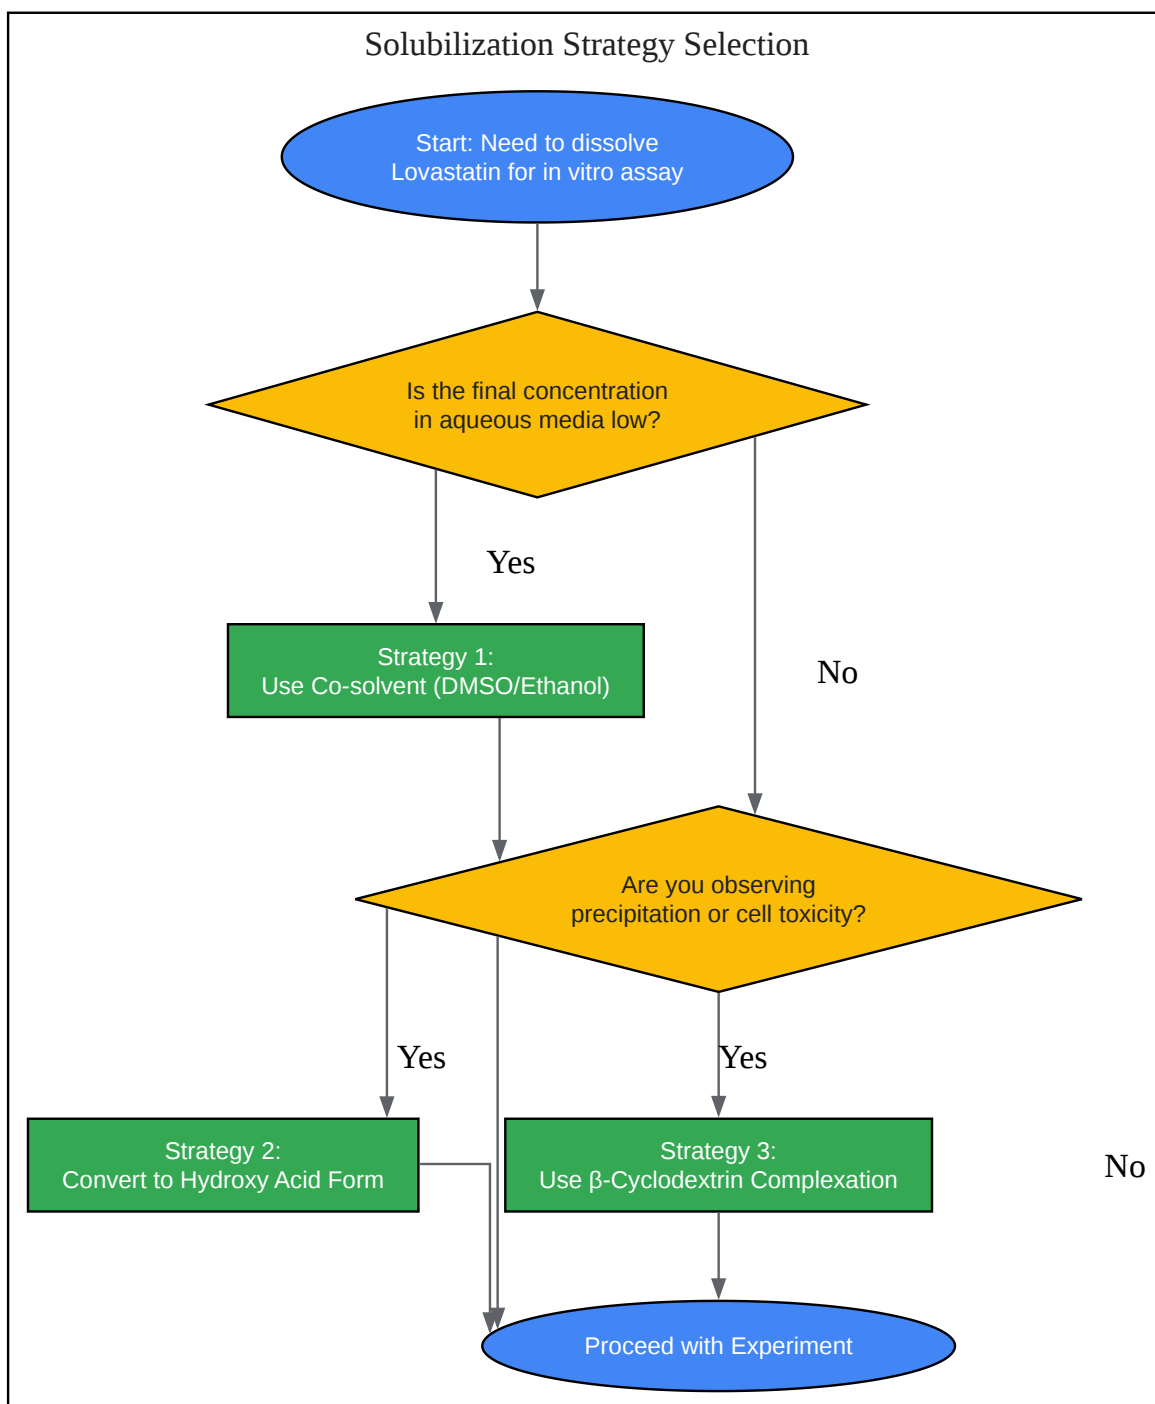 Solubilization Strategy Selection
Start: Need to dissolve
Lovastatin for in vitro assay
Is the final concentration
in aqueous media low?
Yes
Strategy 1:
Use Co-solvent (DMSO/Ethanol)
No
Are you observing
precipitation or cell toxicity?
Yes
Yes
Strategy 2:
Convert to Hydroxy Acid Form
Strategy 3:
Use β-Cyclodextrin Complexation
No
Proceed with Experiment